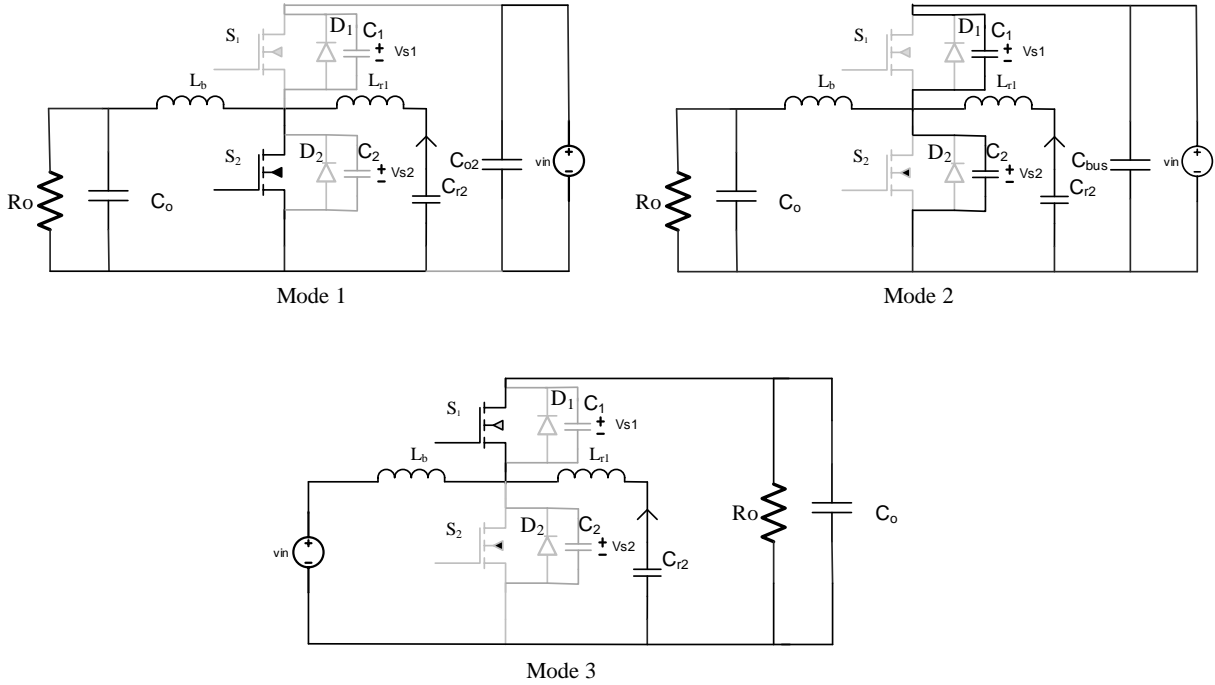 S1 D1 C1 + - Vs1
Lb Lr1
S2 D2 C2 + - Vs2 Co2 vin + -
Ro Co Cr2
Mode 1
S1 D1 C1 + - Vs1
Lb Lr1
S2 D2 C2 + - Vs2 Cbus vin + -
Ro Co Cr2
Mode 2
S1 D1 C1 + - Vs1
Lb Lr1
vin + - S2 D2 C2 + - Vs2 Cr2 Ro Co
Mode 3